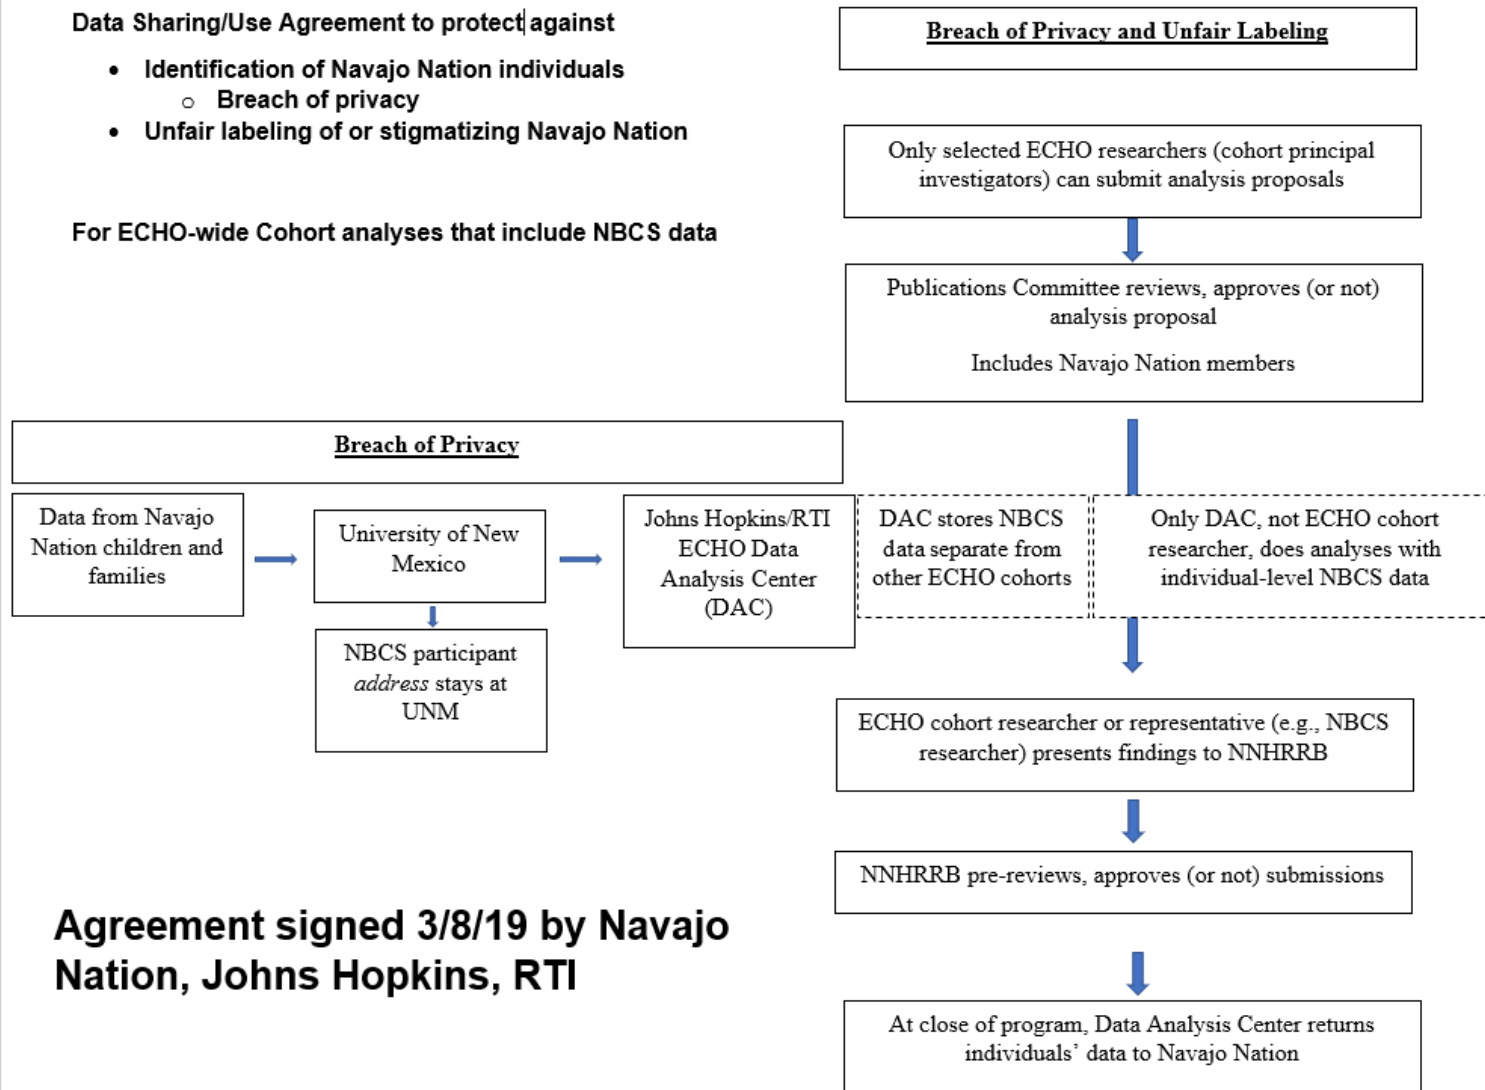 Data Sharing/Use Agreement to protect against
• Identification of Navajo Nation individuals
o Breach of privacy
• Unfair labeling of or stigmatizing Navajo Nation
For ECHO-wide Cohort analyses that include NBCS data
Breach of Privacy and Unfair Labeling
Only selected ECHO researchers (cohort principal
investigators) can submit analysis proposals
Publications Committee reviews, approves (or not)
analysis proposal
Includes Navajo Nation members
Breach of Privacy
Data from Navajo
Nation children and
families
University of New
Mexico
NBCS participant
address stays at
UNM
Johns Hopkins/RTI
ECHO Data
Analysis Center
(DAC)
DAC stores NBCS
data separate from
other ECHO cohorts
Only DAC, not ECHO cohort
researcher, does analyses with
individual-level NBCS data
ECHO cohort researcher or representative (e.g., NBCS
researcher) presents findings to NNHRRB
NNHRRB pre-reviews, approves (or not) submissions
At close of program, Data Analysis Center returns
individuals’ data to Navajo Nation
Agreement signed 3/8/19 by Navajo
Nation, Johns Hopkins, RTI